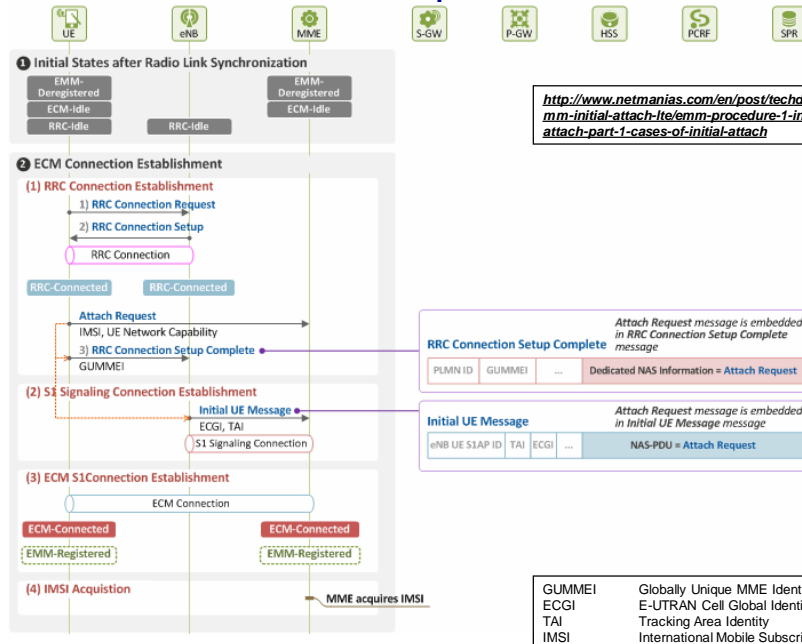 UE
eNB
MME
S-GW
P-GW
HSS
PCRF
SPR
1 Initial States after Radio Link Synchronization
EMM-
Deregistered
EMM-
Deregistered
ECM-Idle
ECM-Idle
RRC-Idle
RRC-Idle
http://www.netmanias.com/en/post/techd
mm-initial-attach-lte/emm-procedure-1-in
attach-part-1-cases-of-initial-attach
2 ECM Connection Establishment
(1) RRC Connection Establishment
1) RRC Connection Request
2) RRC Connection Setup
RRC Connection
RRC-Connected
RRC-Connected
Attach Request
IMSI, UE Network Capability
3) RRC Connection Setup Complete
GUMMEI
Attach Request message is embedded
in RRC Connection Setup Complete
message
RRC Connection Setup Complete
PLMN ID GUMMEI ... Dedicated NAS Information = Attach Request
(2) S1 Signaling Connection Establishment
Initial UE Message
ECGI, TAI
S1 Signaling Connection
Attach Request message is embedded
in Initial UE Message message
Initial UE Message
eNB UE S1AP ID TAI ECGI ... NAS-PDU = Attach Request
(3) ECM S1Connection Establishment
ECM Connection
ECM-Connected
ECM-Connected
EMM-Registered
EMM-Registered
(4) IMSI Acquistion
MME acquires IMSI
GUMMEI Globally Unique MME Identi
ECGI E-UTRAN Cell Global Identi
TAI Tracking Area Identity
IMSI International Mobile Subscri